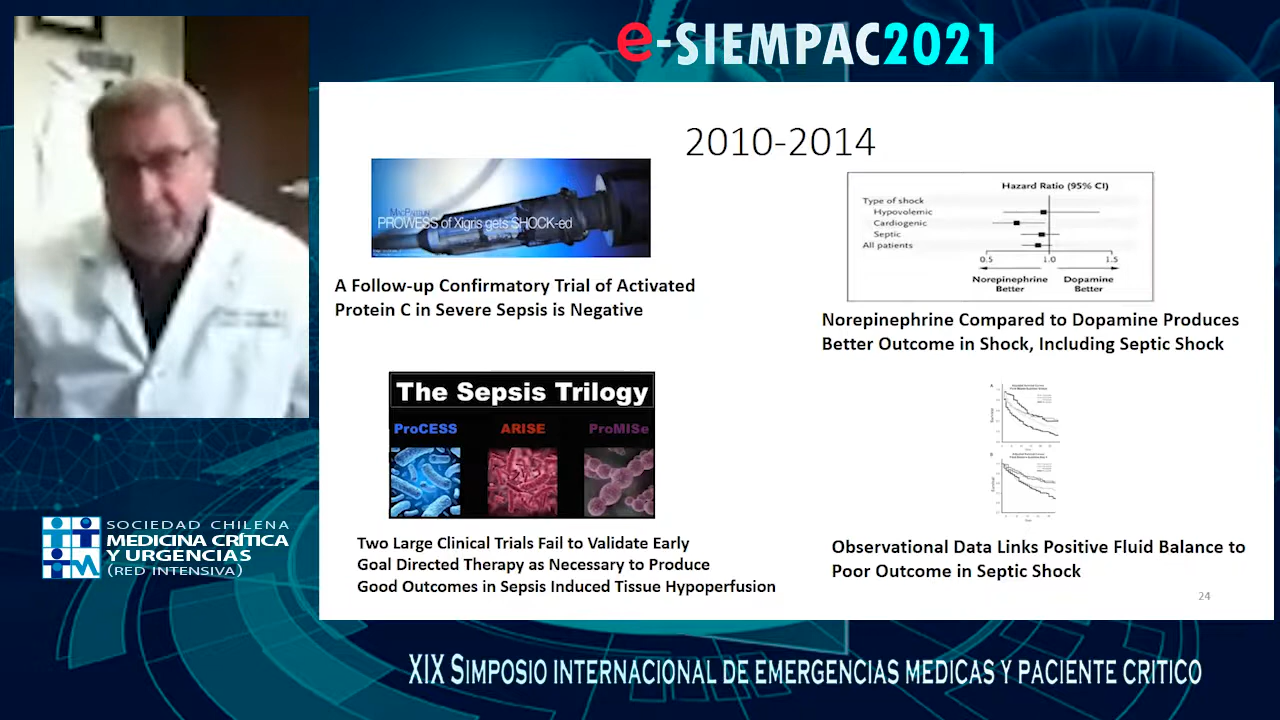 e-SIEMPAC2021
2010-2014
MACPATRIUM
PROWESS of Xigris gets SHOCK-ed
A Follow-up Confirmatory Trial of Activated
Protein C in Severe Sepsis is Negative
Hazard Ratio (95% CI)
Type of shock
Hypovolemic
Cardiogenic
Septic
All patients
0.5 1.0 1.5
Norepinephrine Dopamine
Better Better
Norepinephrine Compared to Dopamine Produces
Better Outcome in Shock, Including Septic Shock
The Sepsis Trilogy
ProCESS ARISE ProMISe
Two Large Clinical Trials Fail to Validate Early
Goal Directed Therapy as Necessary to Produce
Good Outcomes in Sepsis Induced Tissue Hypoperfusion
A
Survival
B
Survival
Observational Data Links Positive Fluid Balance to
Poor Outcome in Septic Shock
24
SOCIEDAD CHILENA
MEDICINA CRÍTICA
Y URGENCIAS
(RED INTENSIVA)
XIX SIMPOSIO INTERNACIONAL DE EMERGENCIAS MEDICAS Y PACIENTE CRITICO